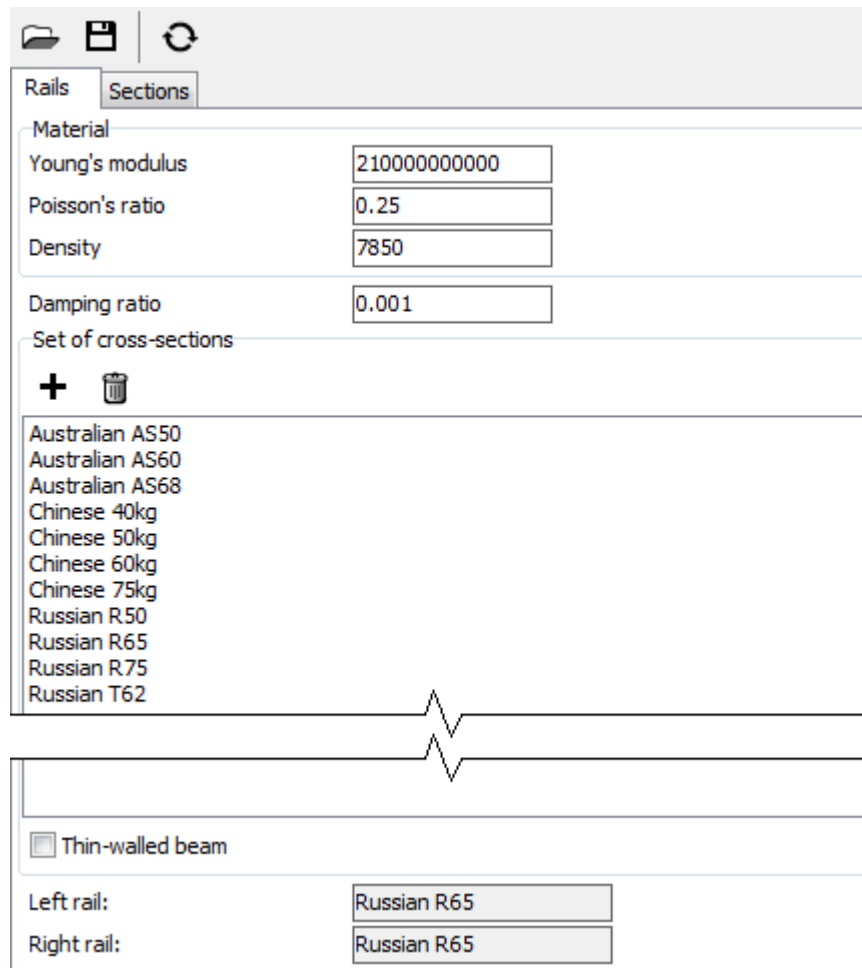 Rails Sections
Material
Young's modulus 210000000000
Poisson's ratio 0.25
Density 7850
Damping ratio 0.001
Set of cross-sections
Australian AS50
Australian AS60
Australian AS68
Chinese 40kg
Chinese 50kg
Chinese 60kg
Chinese 75kg
Russian R50
Russian R65
Russian R75
Russian T62
Thin-walled beam
Left rail: Russian R65
Right rail: Russian R65